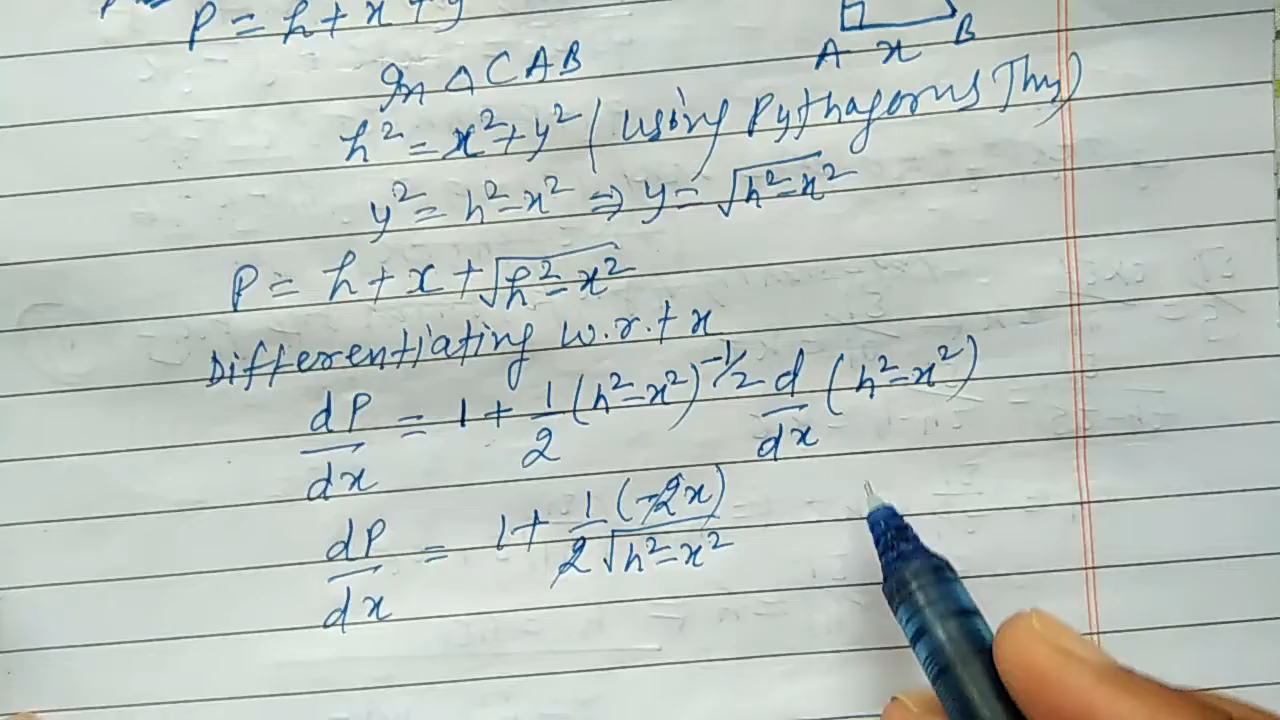 P = h + x + y
A x B
In △ CAB
h² = x² + y² (using Pythagorus Thm)
y² = h² - x² ⇒ y = √(h² - x²)
P = h + x + √(h² - x²)
Differentiating w.r.t x
dP/dx = 1 + 1/2 (h² - x²)^(-1/2) d/dx (h² - x²)
dP/dx = 1 + 1(-2x)/2√(h² - x²)